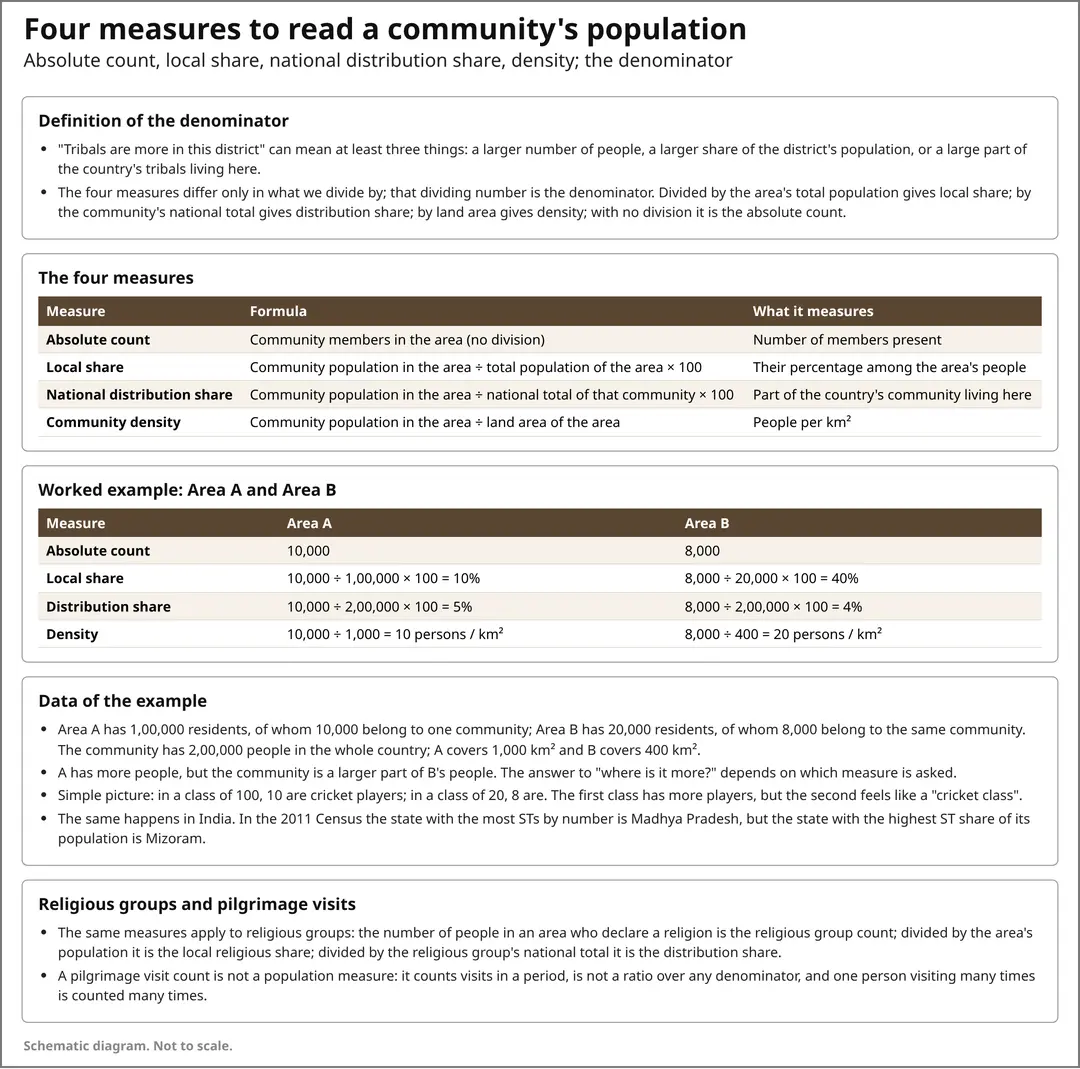 Four measures to read a community's population
Absolute count, local share, national distribution share, density; the denominator
Definition of the denominator
• "Tribals are more in this district" can mean at least three things: a larger number of people, a larger share of the district's population, or a large part of
the country's tribals living here.
• The four measures differ only in what we divide by; that dividing number is the denominator. Divided by the area's total population gives local share; by
the community's national total gives distribution share; by land area gives density; with no division it is the absolute count.
The four measures
Measure Formula What it measures
Absolute count Community members in the area (no division) Number of members present
Local share Community population in the area ÷ total population of the area × 100 Their percentage among the area's people
National distribution share Community population in the area ÷ national total of that community × 100 Part of the country's community living here
Community density Community population in the area ÷ land area of the area People per km²
Worked example: Area A and Area B
Measure Area A Area B
Absolute count 10,000 8,000
Local share 10,000 ÷ 1,00,000 × 100 = 10% 8,000 ÷ 20,000 × 100 = 40%
Distribution share 10,000 ÷ 2,00,000 × 100 = 5% 8,000 ÷ 2,00,000 × 100 = 4%
Density 10,000 ÷ 1,000 = 10 persons / km² 8,000 ÷ 400 = 20 persons / km²
Data of the example
• Area A has 1,00,000 residents, of whom 10,000 belong to one community; Area B has 20,000 residents, of whom 8,000 belong to the same community.
The community has 2,00,000 people in the whole country; A covers 1,000 km² and B covers 400 km².
• A has more people, but the community is a larger part of B's people. The answer to "where is it more?" depends on which measure is asked.
• Simple picture: in a class of 100, 10 are cricket players; in a class of 20, 8 are. The first class has more players, but the second feels like a "cricket class".
• The same happens in India. In the 2011 Census the state with the most STs by number is Madhya Pradesh, but the state with the highest ST share of its
population is Mizoram.
Religious groups and pilgrimage visits
• The same measures apply to religious groups: the number of people in an area who declare a religion is the religious group count; divided by the area's
population it is the local religious share; divided by the religious group's national total it is the distribution share.
• A pilgrimage visit count is not a population measure: it counts visits in a period, is not a ratio over any denominator, and one person visiting many times
is counted many times.
Schematic diagram. Not to scale.